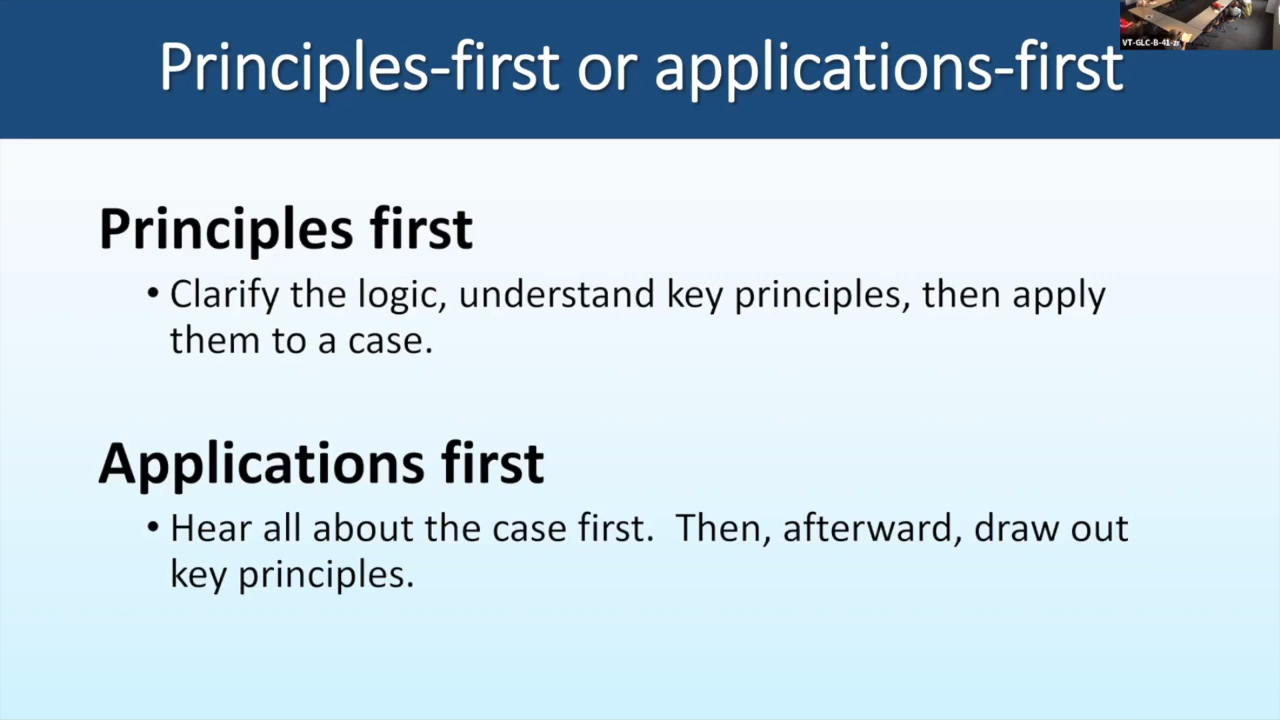 Principles-first or applications-first
Principles first
• Clarify the logic, understand key principles, then apply
them to a case.
Applications first
• Hear all about the case first.  Then, afterward, draw out
key principles.